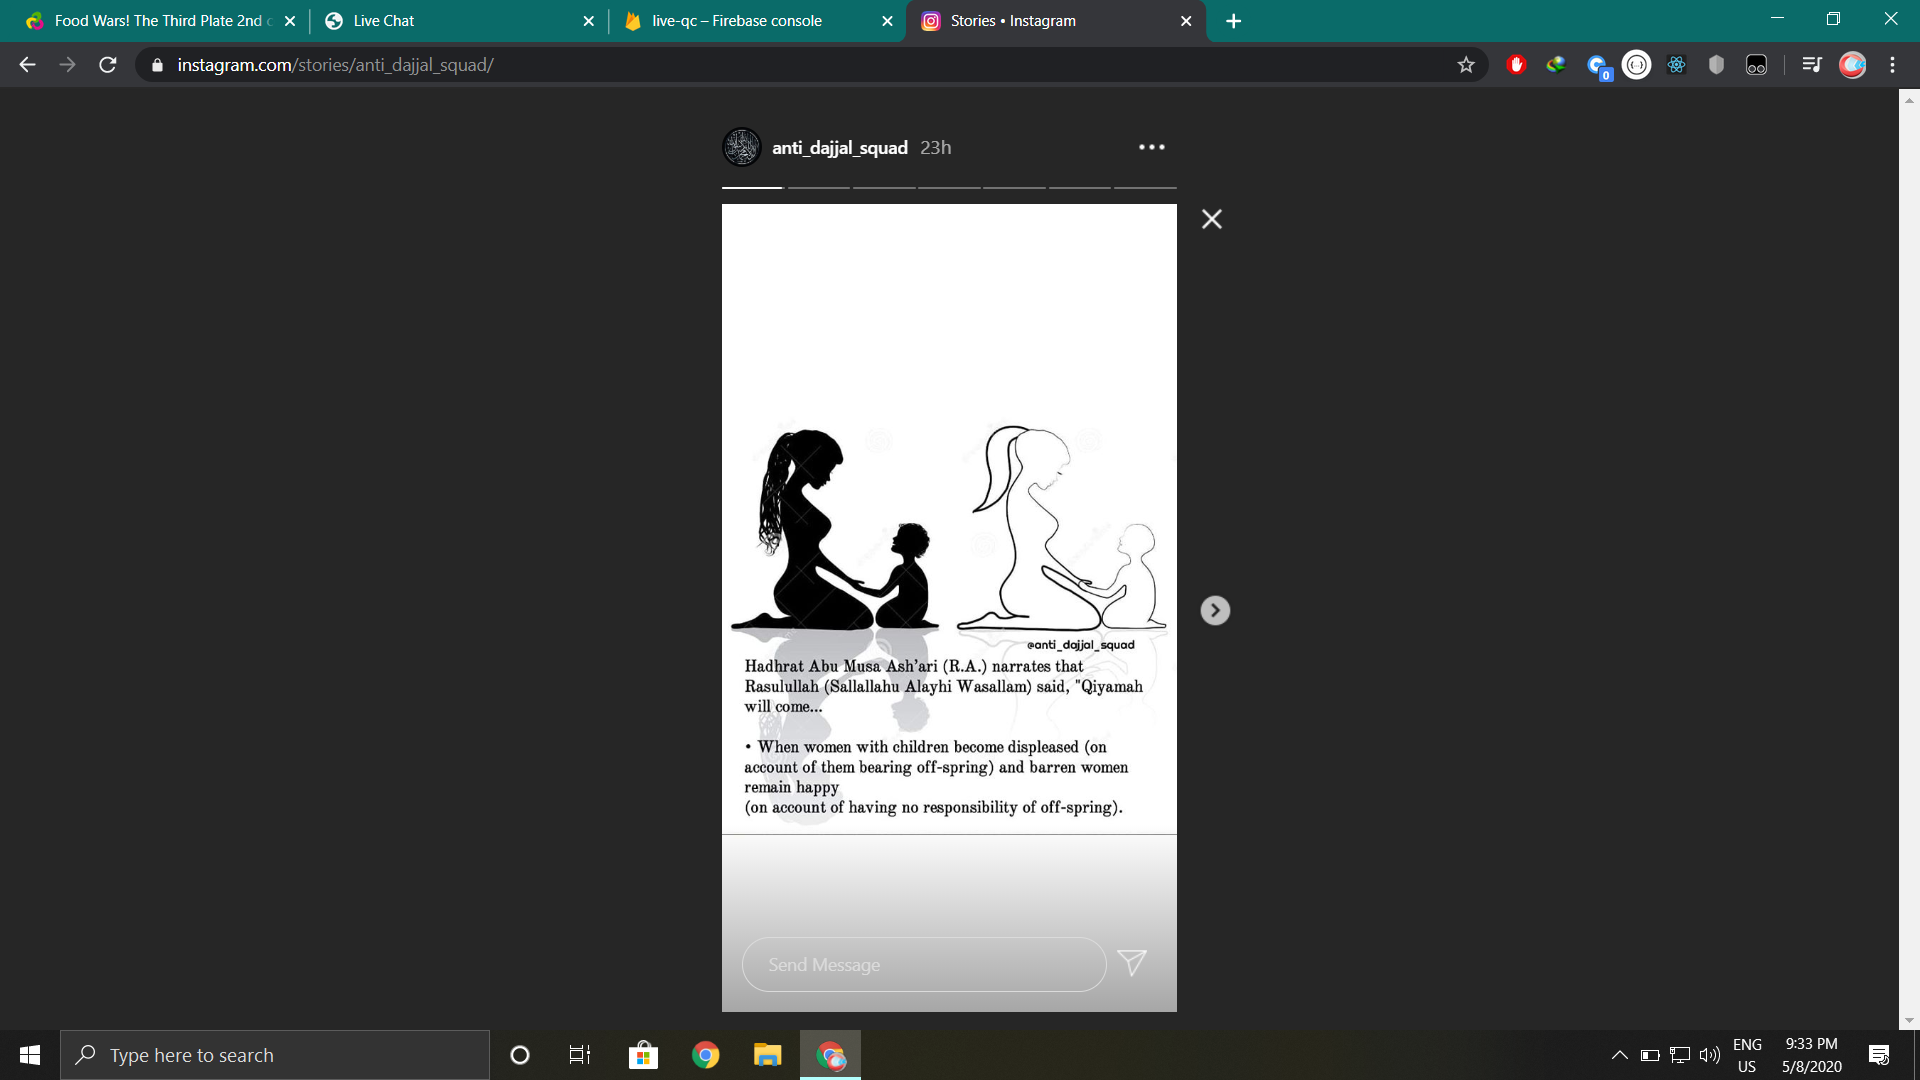 Food Wars! The Third Plate 2nd c
Live Chat
live-qc – Firebase console
Stories • Instagram
instagram.com/stories/anti_dajjal_squad/
0
anti_dajjal_squad 23h
@anti_dajjal_squad
Hadhrat Abu Musa Ash'ari (R.A.) narrates that
Rasulullah (Sallallahu Alayhi Wasallam) said, "Qiyamah
will come...
• When women with children become displeased (on
account of them bearing off-spring) and barren women
remain happy
(on account of having no responsibility of off-spring).
Send Message
Type here to search
ENG
US
9:33 PM
5/8/2020